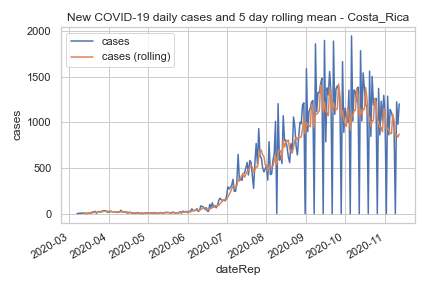 New COVID-19 daily cases and 5 day rolling mean - Costa_Rica
cases
cases (rolling)
2000
1500
1000
500
0
cases
2020-03
2020-04
2020-05
2020-06
2020-07
2020-08
2020-09
2020-10
2020-11
dateRep